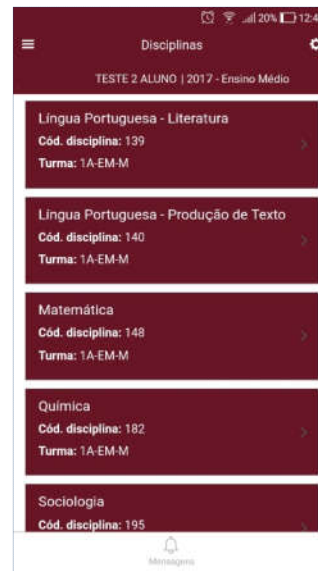 20% 12:4
Disciplinas
TESTE 2 ALUNO | 2017 - Ensino Médio
Língua Portuguesa - Literatura
Cód. disciplina: 139
Turma: 1A-EM-M
Língua Portuguesa - Produção de Texto
Cód. disciplina: 140
Turma: 1A-EM-M
Matemática
Cód. disciplina: 148
Turma: 1A-EM-M
Química
Cód. disciplina: 182
Turma: 1A-EM-M
Sociologia
Cód. disciplina: 195
Mensagens